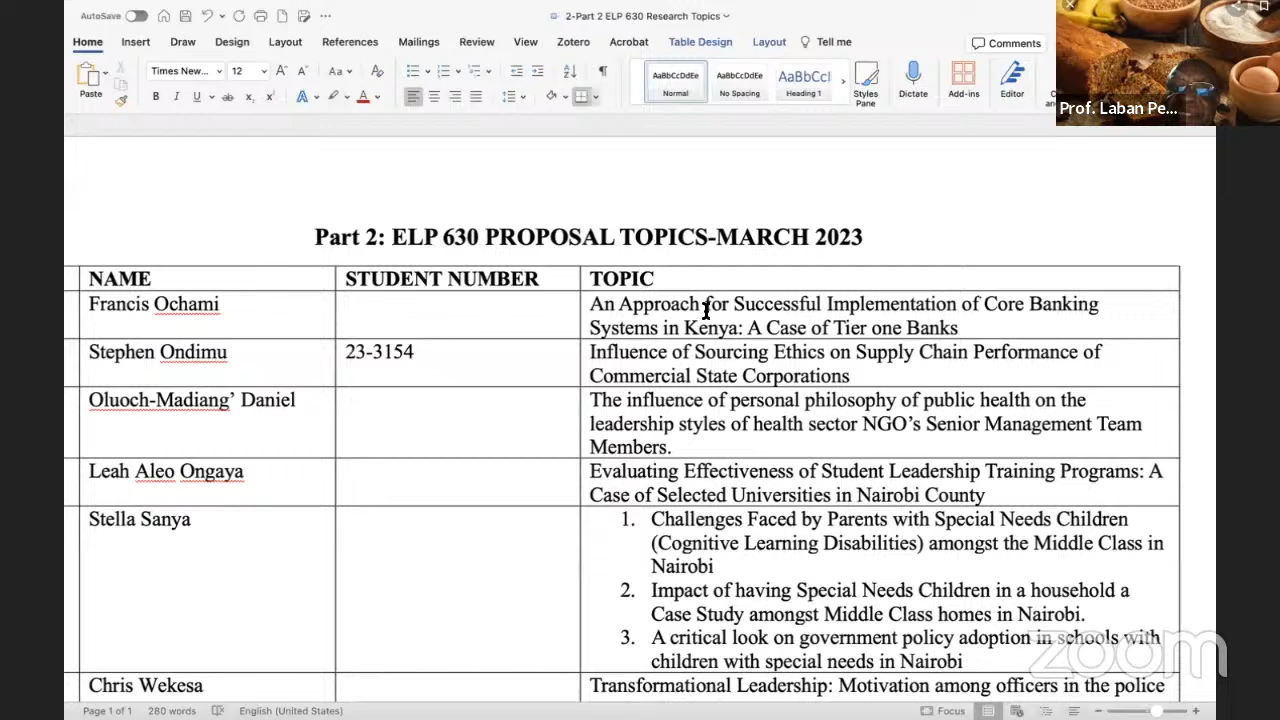 AutoSave
2-Part 2 ELP 630 Research Topics
Home Insert Draw Design Layout References Mailings Review View Zotero Acrobat Table Design Layout Tell me
Comments
Paste
Times New... 12
AaBbCcDdEe AaBbCcDdEe AaBbCcI
Normal No Spacing Heading 1
Styles Pane
Dictate
Add-ins
Editor
Prof. Laban Pe...
Part 2: ELP 630 PROPOSAL TOPICS-MARCH 2023
NAME STUDENT NUMBER TOPIC
Francis Ochami An Approach for Successful Implementation of Core Banking
Systems in Kenya: A Case of Tier one Banks
Stephen Ondimu 23-3154 Influence of Sourcing Ethics on Supply Chain Performance of
Commercial State Corporations
Oluoch-Madiang’ Daniel The influence of personal philosophy of public health on the
leadership styles of health sector NGO’s Senior Management Team
Members.
Leah Aleo Ongaya Evaluating Effectiveness of Student Leadership Training Programs: A
Case of Selected Universities in Nairobi County
Stella Sanya 1. Challenges Faced by Parents with Special Needs Children
(Cognitive Learning Disabilities) amongst the Middle Class in
Nairobi
2. Impact of having Special Needs Children in a household a
Case Study amongst Middle Class homes in Nairobi.
3. A critical look on government policy adoption in schools with
children with special needs in Nairobi
Chris Wekesa Transformational Leadership: Motivation among officers in the police
zoom
Page 1 of 1 280 words English (United States) Focus